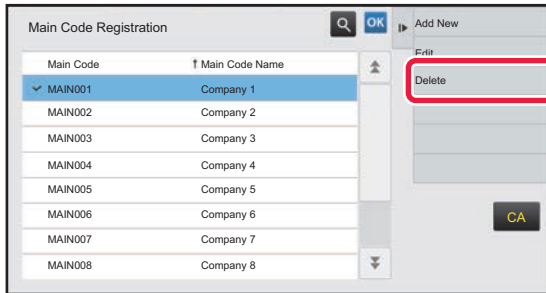 Main Code Registration
OK
Main Code
Main Code Name
MAIN001 Company 1
MAIN002 Company 2
MAIN003 Company 3
MAIN004 Company 4
MAIN005 Company 5
MAIN006 Company 6
MAIN007 Company 7
MAIN008 Company 8
Add New
Edit
Delete
CA